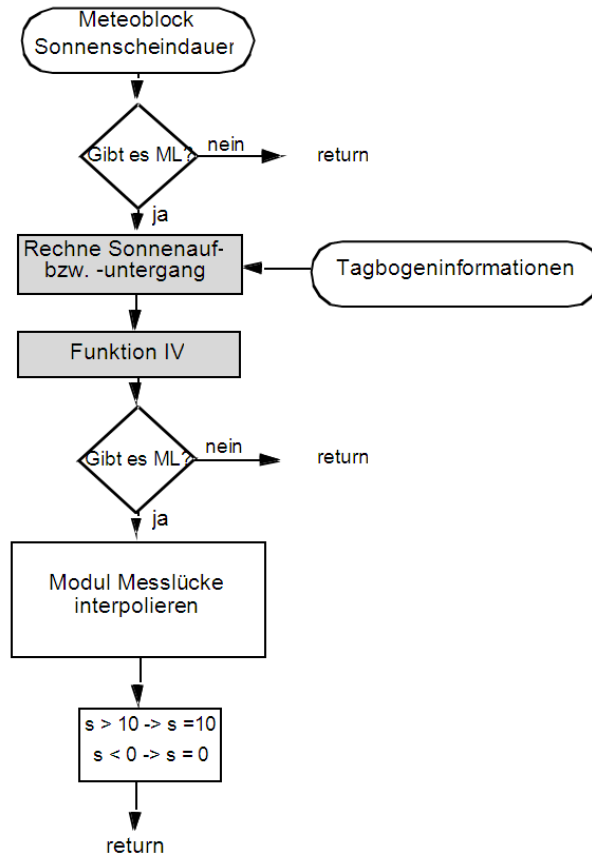 Meteoblock
Sonnenscheindauer
Gibt es ML?
nein
return
ja
Rechne Sonnenauf-
bzw. -untergang
Tagbogeninformationen
Funktion IV
Gibt es ML?
nein
return
ja
Modul Messlücke
interpolieren
s > 10 -> s =10
s < 0 -> s = 0
return